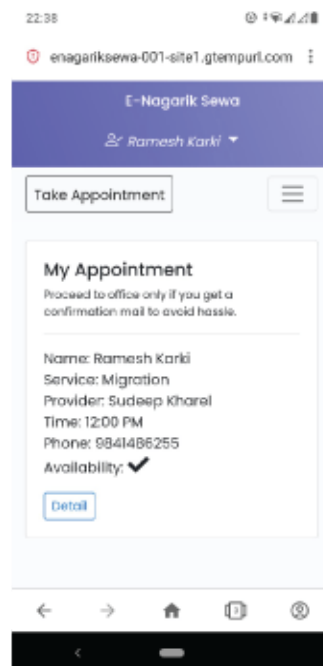 22:38
enagariksewa-001-site1.gtempurl.com
E-Nagarik Sewa
Ramesh Karki
Take Appointment
My Appointment
Proceed to office only if you get a
confirmation mail to avoid hassle.
Name: Ramesh Karki
Service: Migration
Provider: Sudeep Kharel
Time: 12:00 PM
Phone: 9841486255
Availability: ✔
Detail